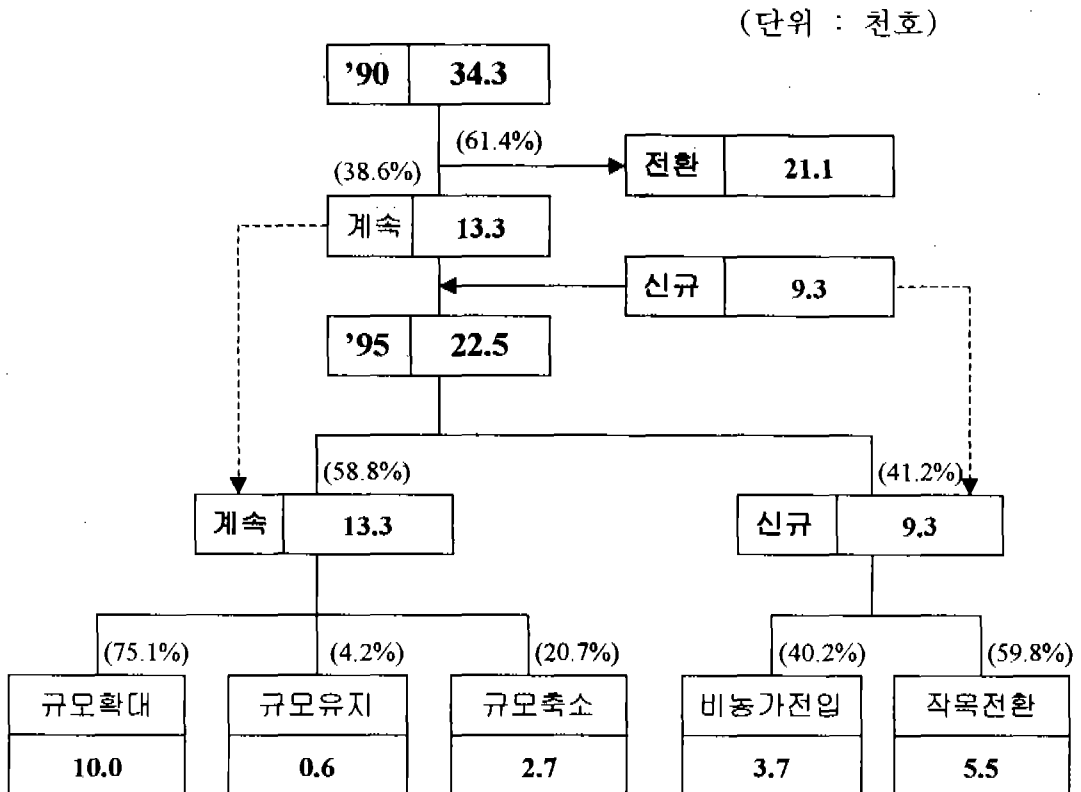 (단위 : 천호)
’90 34.3
(61.4%)
전환 21.1
(38.6%)
계속 13.3
신규 9.3
’95 22.5
(58.8%) (41.2%)
계속 13.3 신규 9.3
(75.1%) (4.2%) (20.7%) (40.2%) (59.8%)
규모확대 규모유지 규모축소 비농가전입 작목전환
10.0 0.6 2.7 3.7 5.5